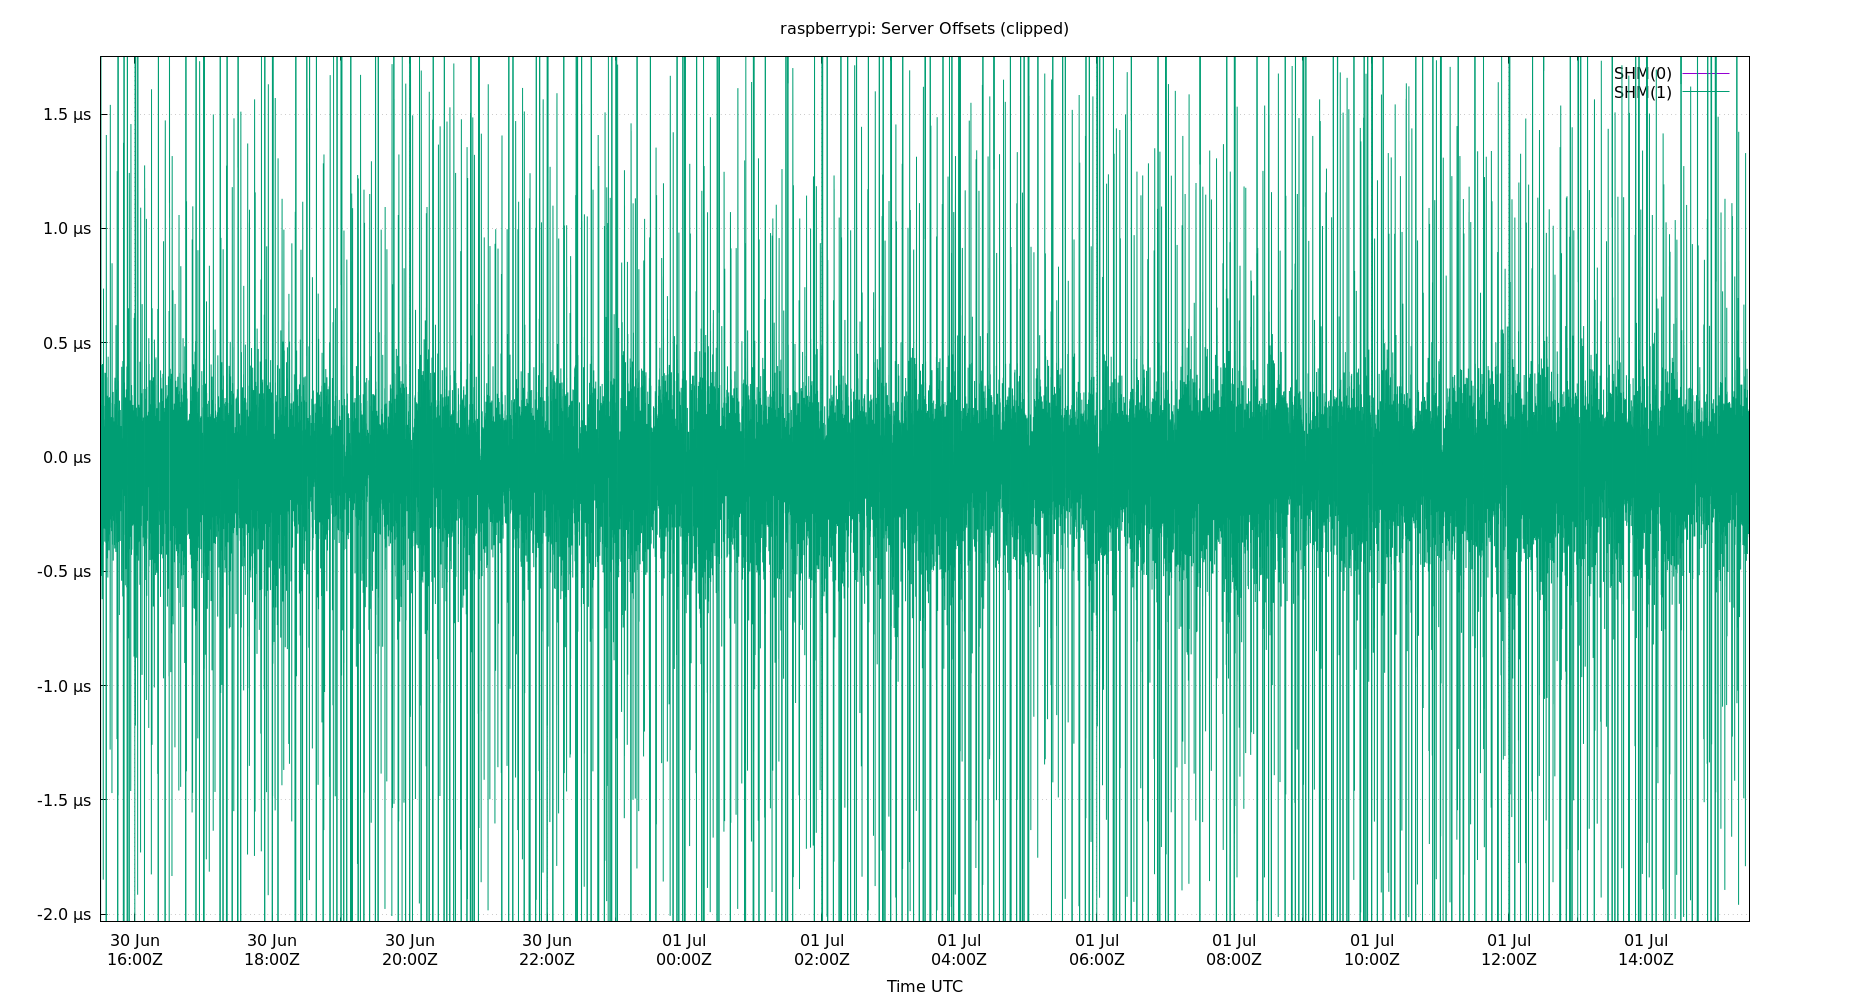 raspberrypi: Server Offsets (clipped)
SHM(0)
SHM(1)
1.5 µs
1.0 µs
0.5 µs
0.0 µs
-0.5 µs
-1.0 µs
-1.5 µs
-2.0 µs
30 Jun 30 Jun 30 Jun 30 Jun 01 Jul 01 Jul 01 Jul 01 Jul 01 Jul 01 Jul 01 Jul 01 Jul
16:00Z 18:00Z 20:00Z 22:00Z 00:00Z 02:00Z 04:00Z 06:00Z 08:00Z 10:00Z 12:00Z 14:00Z
Time UTC